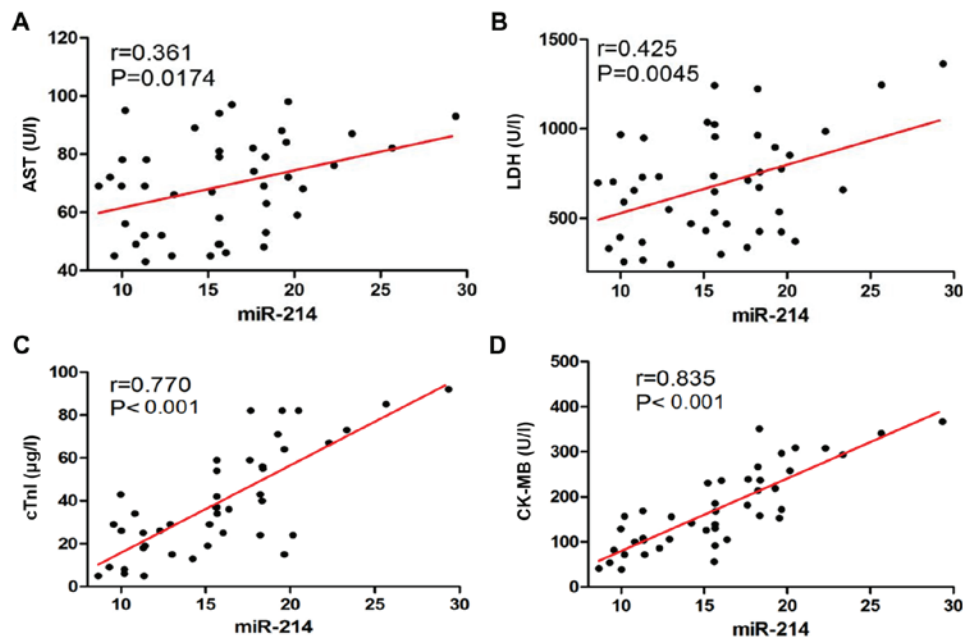 A
r=0.361
P=0.0174
120
100
80
60
40
AST (U/l)
10 15 20 25 30
miR-214
B
r=0.425
P=0.0045
1500
1000
500
0
LDH (U/l)
10 15 20 25 30
miR-214
C
r=0.770
P< 0.001
100
80
60
40
20
0
cTnI (µg/l)
10 15 20 25 30
miR-214
D
r=0.835
P< 0.001
500
400
300
200
100
0
CK-MB (U/l)
10 15 20 25 30
miR-214